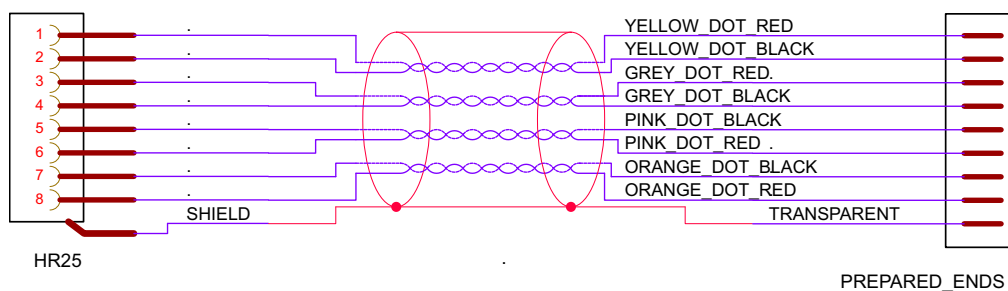 1 . YELLOW_DOT_RED
2 . YELLOW_DOT_BLACK
3 . GREY_DOT_RED.
4 . GREY_DOT_BLACK
5 . PINK_DOT_BLACK
6 . PINK_DOT_RED .
7 . ORANGE_DOT_BLACK
8 . ORANGE_DOT_RED
SHIELD TRANSPARENT
HR25 .
PREPARED_ENDS